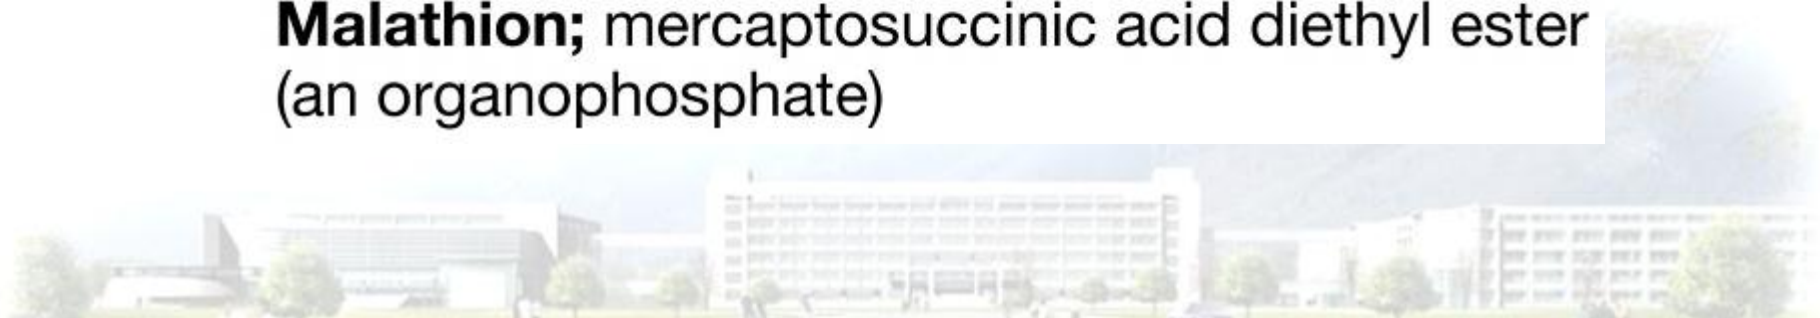 Malathion; mercaptosuccinic acid diethyl ester
(an organophosphate)